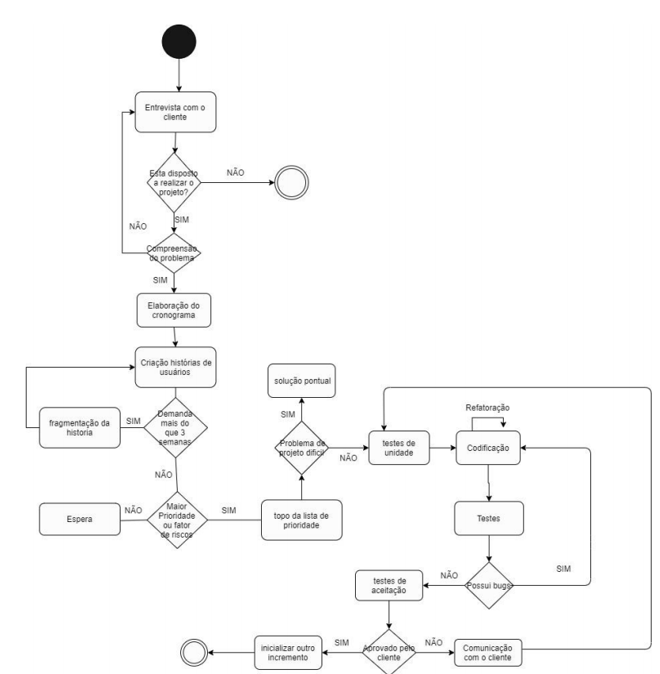 Entrevista com o
cliente
Esta disposto
a realizar o
projeto?
NÃO
SIM
NÃO
Compreensão
do problema
SIM
Elaboração do
cronograma
Criação histórias de
usuários
solução pontual
fragmentação da
historia
SIM
Demanda
mais do
que 3
semanas
SIM
Problema de
projeto dificil
NÃO
testes de
unidade
Refatoração
Codificação
NÃO
Espera
NÃO
Maior
Prioridade
ou fator
de riscos
SIM
topo da lista de
prioridade
Testes
testes de
aceitação
NÃO
Possui bugs
SIM
inicializar outro
incremento
SIM
Aprovado pelo
cliente
NÃO
Comunicação
com o cliente